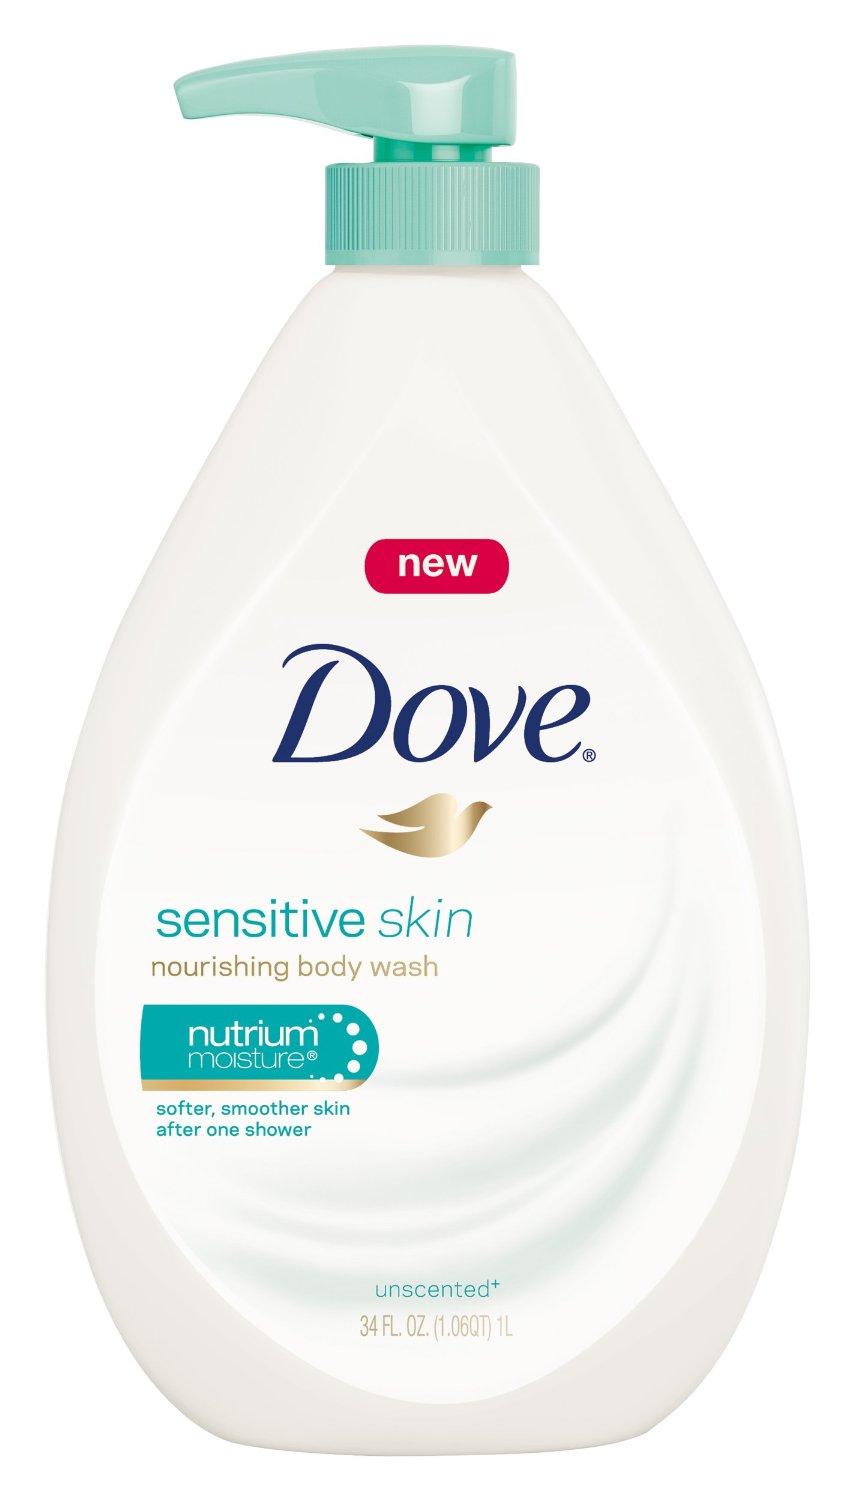 new
Dove®
sensitive skin
nourishing body wash
nutrium
moisture®
softer, smoother skin
after one shower
unscented+
34 FL. OZ. (1.06QT) 1L